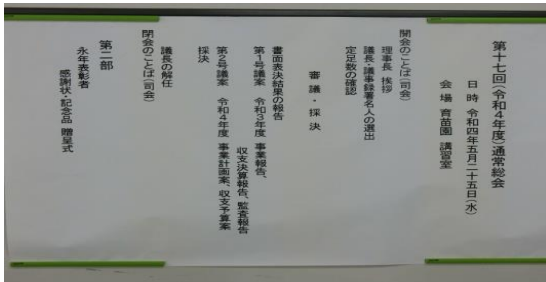 第十七回(令和4年度)通常総会
日時 令和四年五月二十五日(水)
会場 育苗園 講習室
開会のことば(司会)
理事長 挨拶
議長・議事録署名人の選出
定足数の確認
審議・採決
書面表決結果の報告
第1号議案 令和3年度 事業報告、
収支決算報告、監査報告
第2号議案 令和4年度 事業計画案、収支予算案
採決
議長の解任
閉会のことば(司会)
第二部
永年表彰者
感謝状・記念品 贈呈式